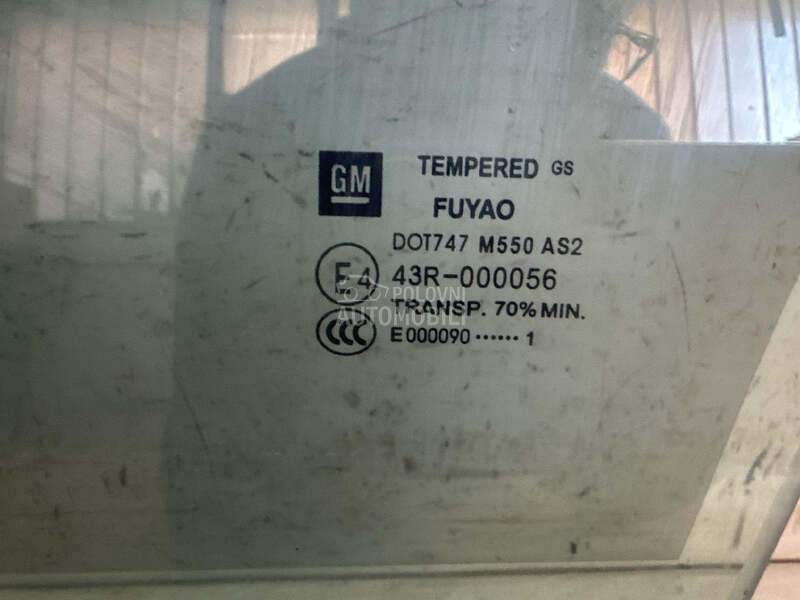 GM
TEMPERED GS
FUYAO
DOT747 M550 AS2
E4 43R-000056
POLOVNI
AUTOMOBILI
TRANSP. 70% MIN.
CCC E000090 ······ 1